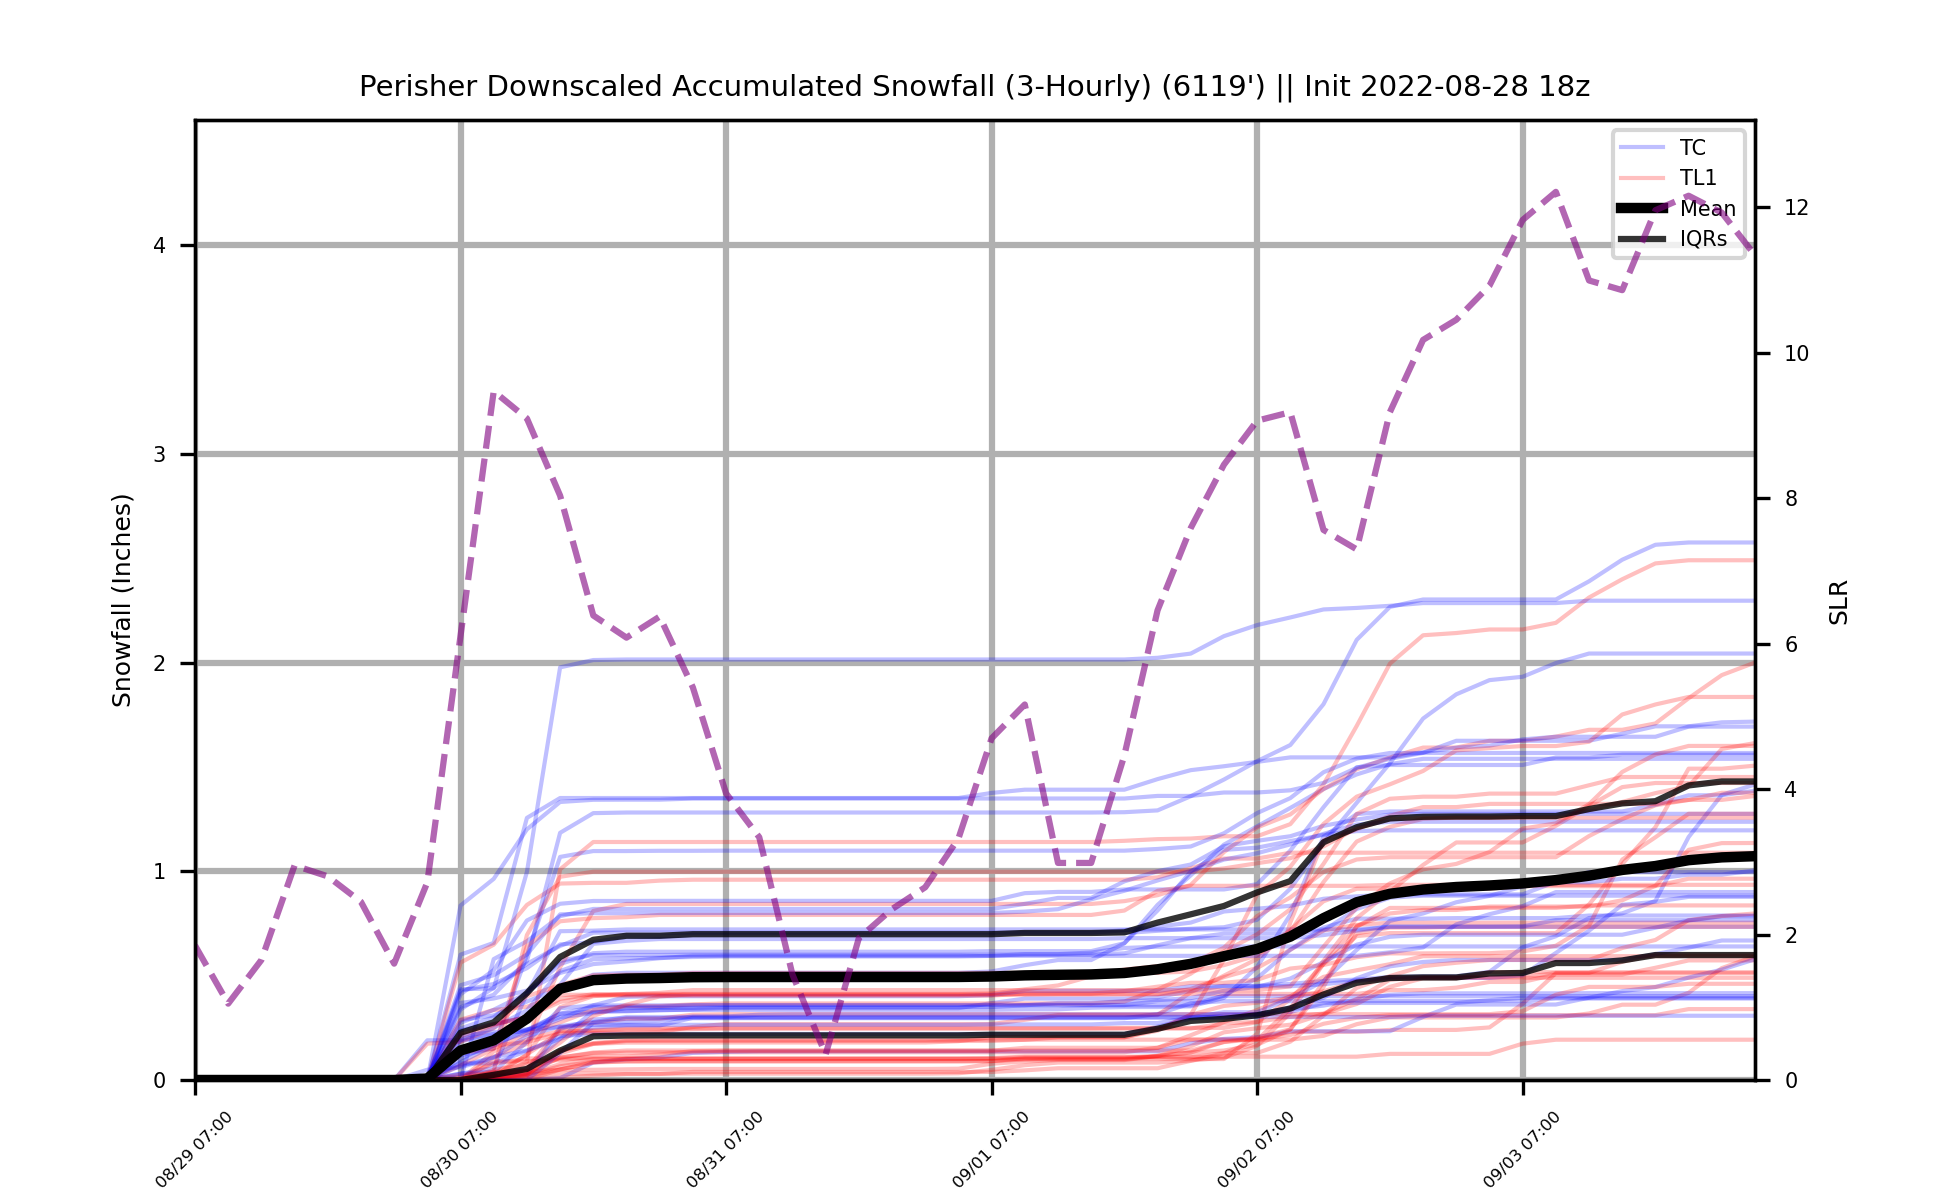 Perisher Downscaled Accumulated Snowfall (3-Hourly) (6119') || Init 2022-08-28 18z
TC
TL1
Mean
IQRs
Snowfall (Inches)
4
3
2
1
0
SLR
12
10
8
6
4
2
0
08/29 07:00
08/30 07:00
08/31 07:00
09/01 07:00
09/02 07:00
09/03 07:00